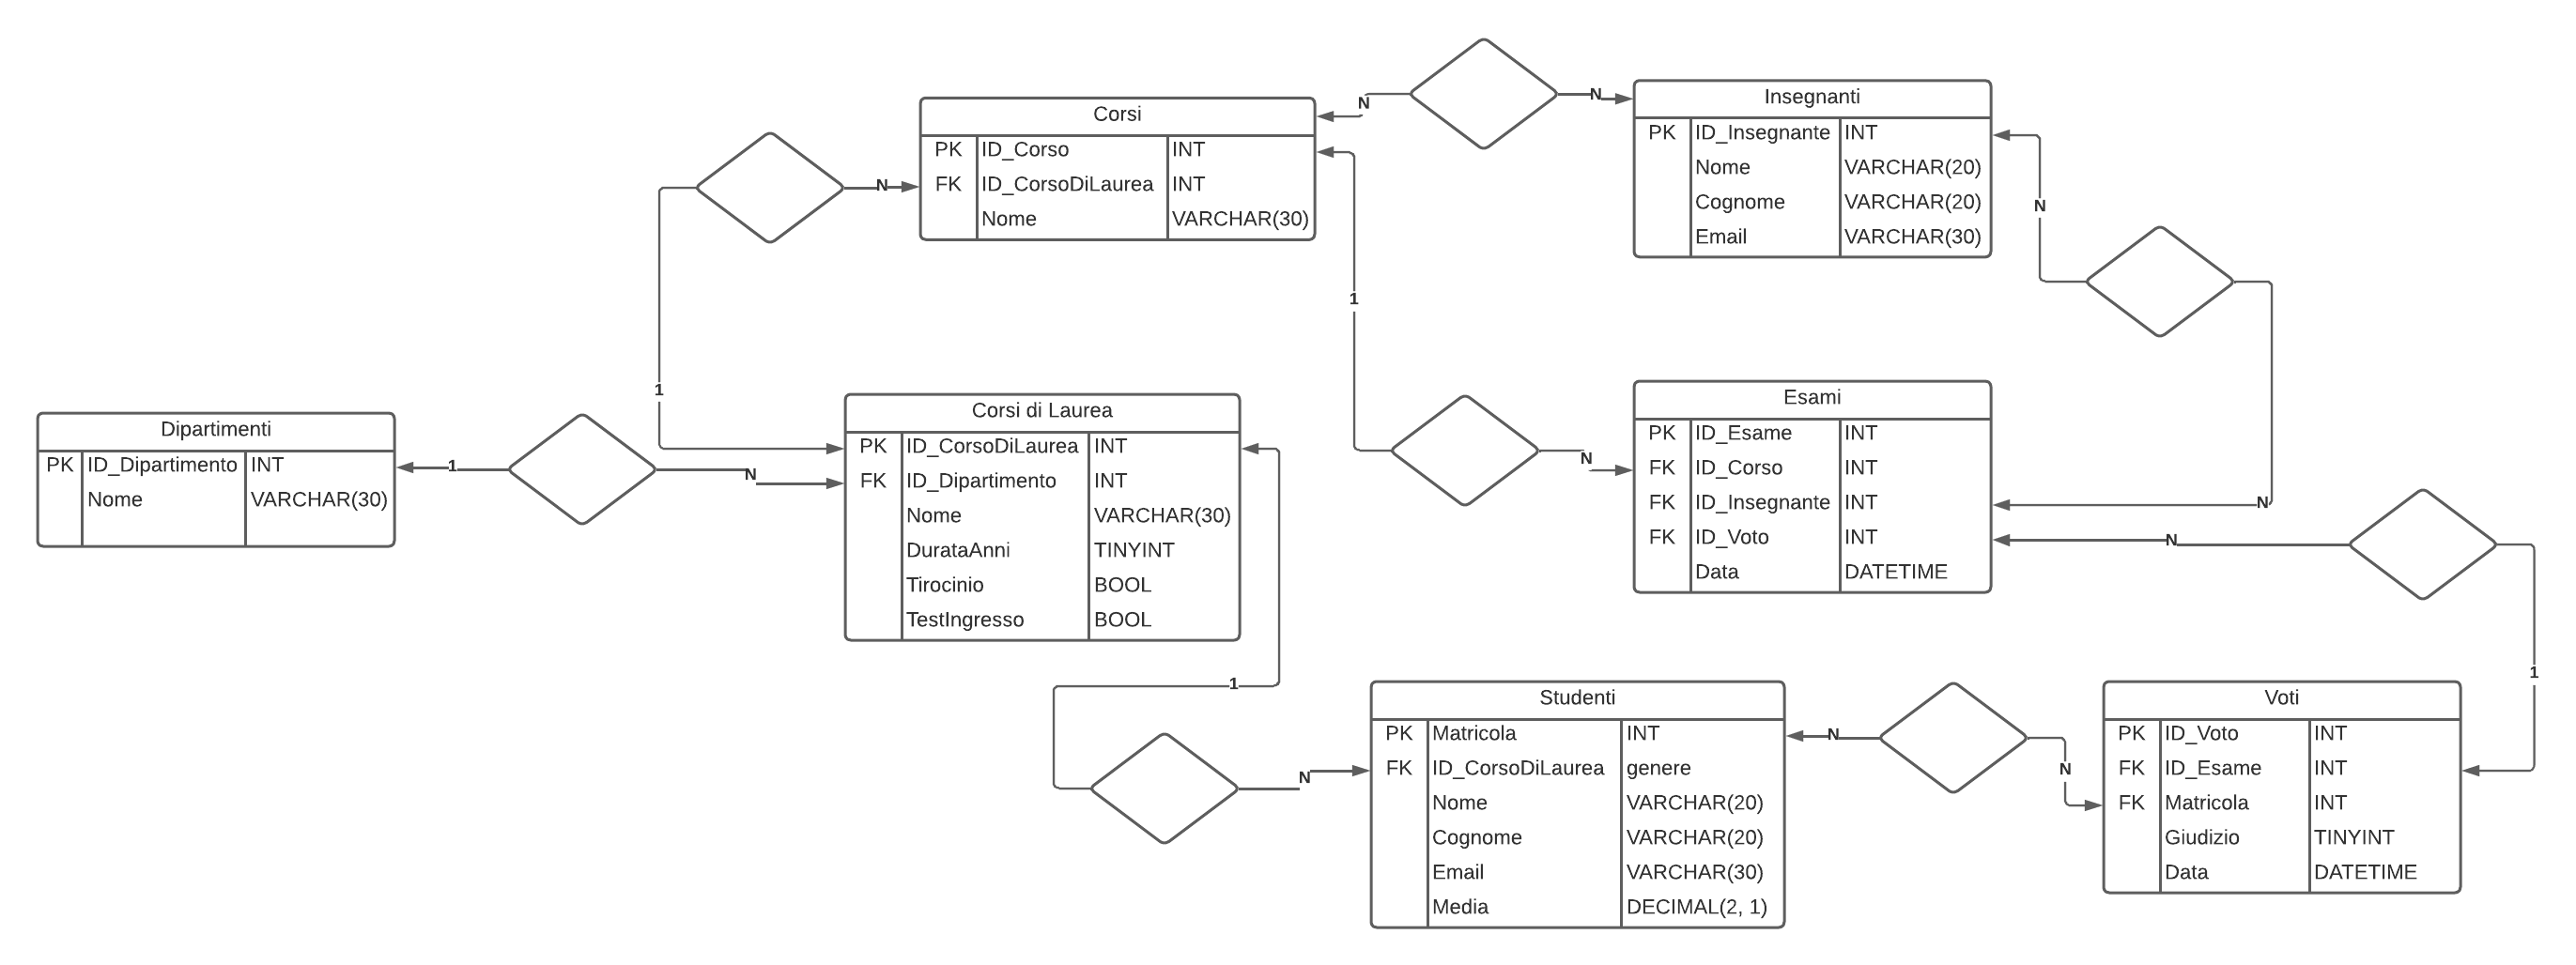 Corsi
PK ID_Corso INT
FK ID_CorsoDiLaurea INT
Nome VARCHAR(30)
N
N
Insegnanti
PK ID_Insegnante INT
Nome VARCHAR(20)
Cognome VARCHAR(20)
Email VARCHAR(30)
N
1
1
N
Dipartimenti
PK ID_Dipartimento INT
Nome VARCHAR(30)
1
N
Corsi di Laurea
PK ID_CorsoDiLaurea INT
FK ID_Dipartimento INT
Nome VARCHAR(30)
DurataAnni TINYINT
Tirocinio BOOL
TestIngresso BOOL
N
Esami
PK ID_Esame INT
FK ID_Corso INT
FK ID_Insegnante INT
FK ID_Voto INT
Data DATETIME
N
N
1
1
N
Studenti
PK Matricola INT
FK ID_CorsoDiLaurea genere
Nome VARCHAR(20)
Cognome VARCHAR(20)
Email VARCHAR(30)
Media DECIMAL(2, 1)
N
N
Voti
PK ID_Voto INT
FK ID_Esame INT
FK Matricola INT
Giudizio TINYINT
Data DATETIME